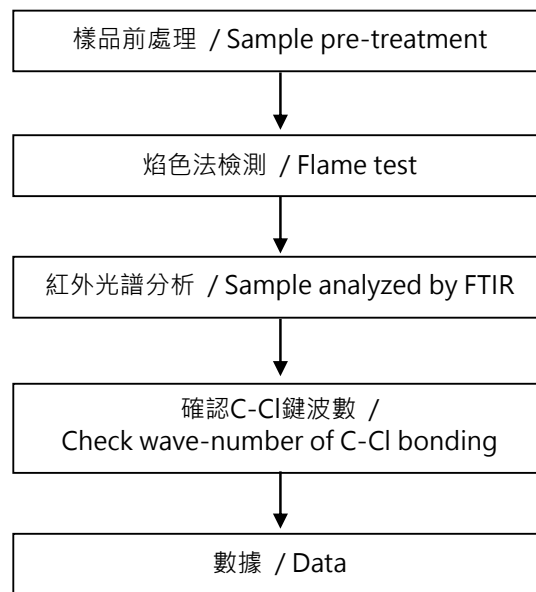 樣品前處理 / Sample pre-treatment
焰色法檢測 / Flame test
紅外光譜分析 / Sample analyzed by FTIR
確認C-Cl鍵波數 /
Check wave-number of C-Cl bonding
數據 / Data